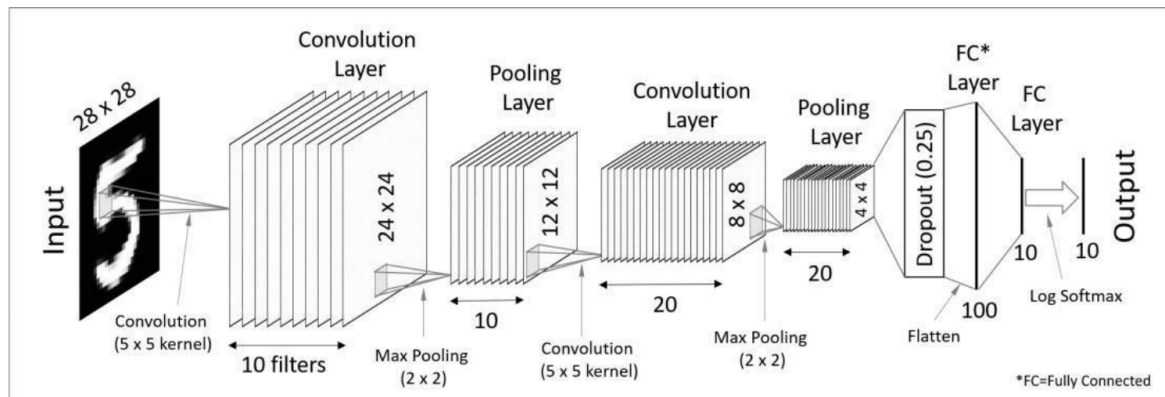 Input
28 x 28
Convolution
(5 x 5 kernel)
Convolution
Layer
24 x 24
10 filters
Max Pooling
(2 x 2)
Pooling
Layer
12 x 12
10
Convolution
(5 x 5 kernel)
Convolution
Layer
8 x 8
20
Max Pooling
(2 x 2)
Pooling
Layer
4 x 4
20
Dropout (0.25)
Flatten
FC*
Layer
100
FC
Layer
10
Log Softmax
10
Output
*FC=Fully Connected